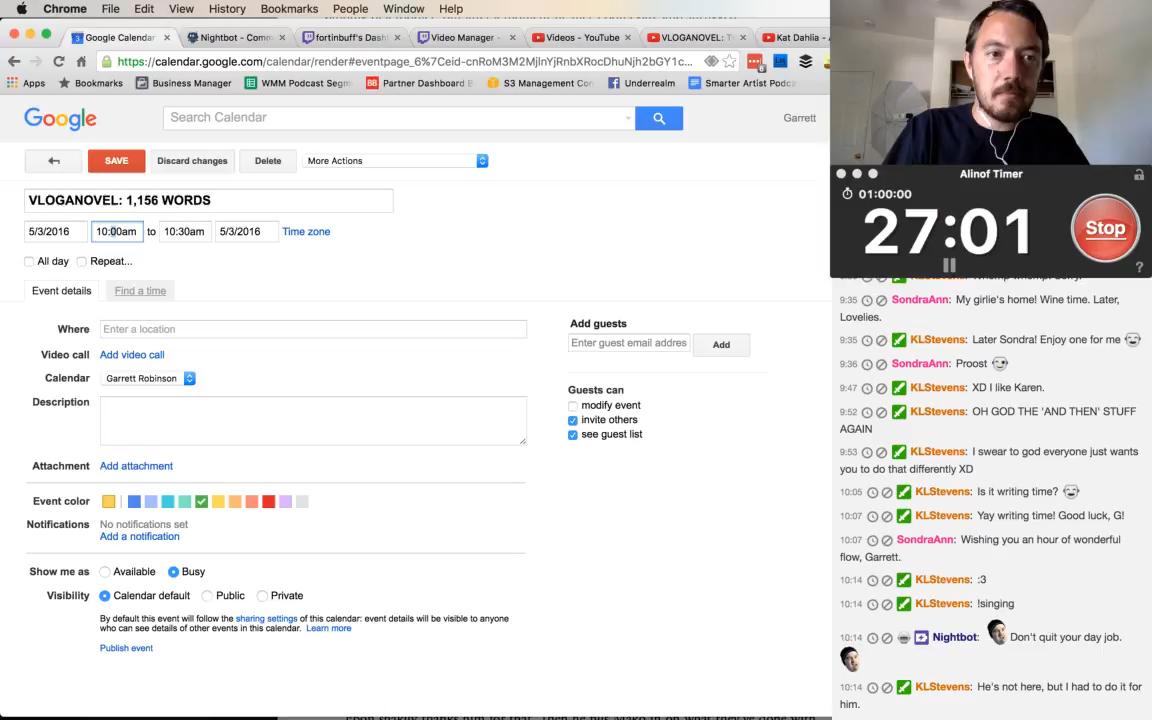 Chrome File Edit View History Bookmarks People Window Help
Google Calendar Nightbot - Comm fortinbuff's Dash Video Manager - Videos - YouTube VLOGANOVEL: Kat Dahlia -
https://calendar.google.com/calendar/render#eventpage_6%7Ceid-cnRoM3M2MjlnYjRnbXRocDhuNjh2bGY1c...
Apps Bookmarks Business Manager WMM Podcast Segm Partner Dashboard S3 Management Con Underrealm Smarter Artist Podc
Google Search Calendar Garrett
SAVE Discard changes Delete More Actions
VLOGANOVEL: 1,156 WORDS
5/3/2016 10:00am to 10:30am 5/3/2016 Time zone
All day Repeat...
Event details Find a time
Where Enter a location
Video call Add video call
Calendar Garrett Robinson
Description
Attachment Add attachment
Event color
Notifications No notifications set
Add a notification
Show me as Available Busy
Visibility Calendar default Public Private
By default this event will follow the sharing settings of this calendar: event details will be visible to anyone
who can see details of other events in this calendar. Learn more
Publish event
Add guests
Enter guest email address Add
Guests can
modify event
invite others
see guest list
Alinof Timer
01:00:00
27:01
Stop
?
9:35 SondraAnn: My girlie's home! Wine time. Later,
Lovelies.
9:35 KLStevens: Later Sondra! Enjoy one for me
9:36 SondraAnn: Proost
9:47 KLStevens: XD I like Karen.
9:52 KLStevens: OH GOD THE 'AND THEN' STUFF
AGAIN
9:53 KLStevens: I swear to god everyone just wants
you to do that differently XD
10:05 KLStevens: Is it writing time?
10:07 KLStevens: Yay writing time! Good luck, G!
10:07 SondraAnn: Wishing you an hour of wonderful
flow, Garrett.
10:14 KLStevens: :3
10:14 KLStevens: !singing
10:14 Nightbot: Don't quit your day job.
10:14 KLStevens: He's not here, but I had to do it for
him.